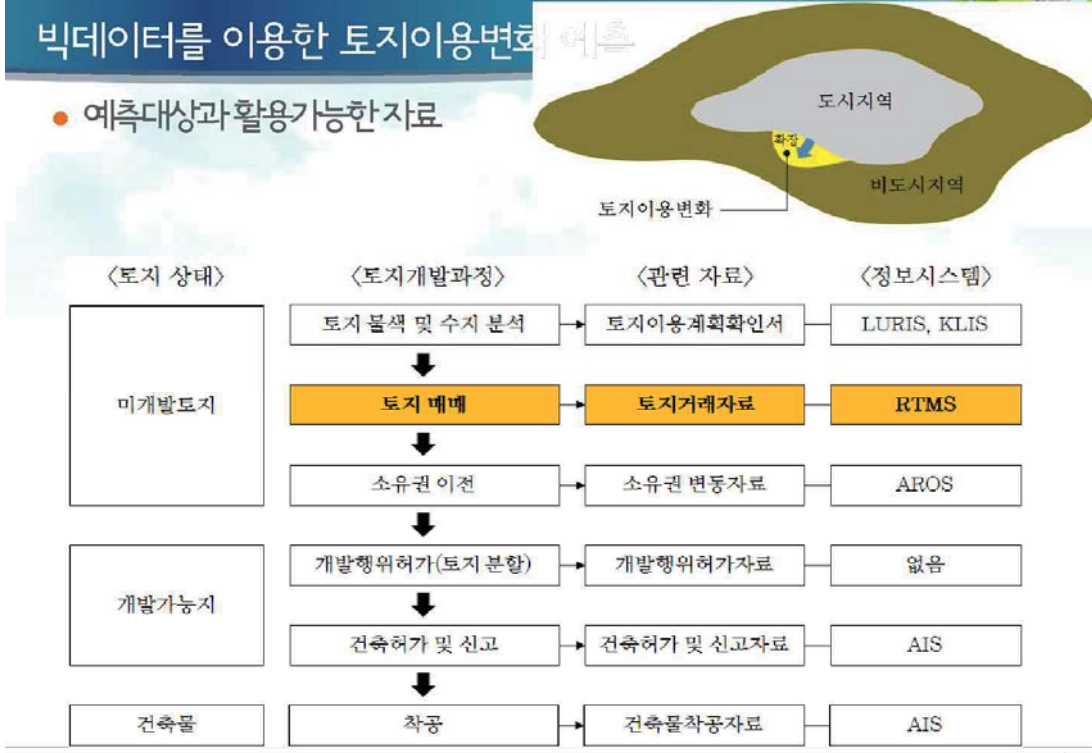 빅데이터를 이용한 토지이용변화 예측
• 예측대상과 활용가능한 자료
도시지역
확장
비도시지역
토지이용변화
〈토지 상태〉 〈토지개발과정〉 〈관련 자료〉 〈정보시스템〉
토지 물색 및 수지 분석 토지이용계획확인서 LURIS, KLIS
미개발토지 토지 매매 토지거래자료 RTMS
소유권 이전 소유권 변동자료 AROS
개발행위허가(토지 분할) 개발행위허가자료 없음
개발가능지
건축허가 및 신고 건축허가 및 신고자료 AIS
건축물 착공 건축물착공자료 AIS